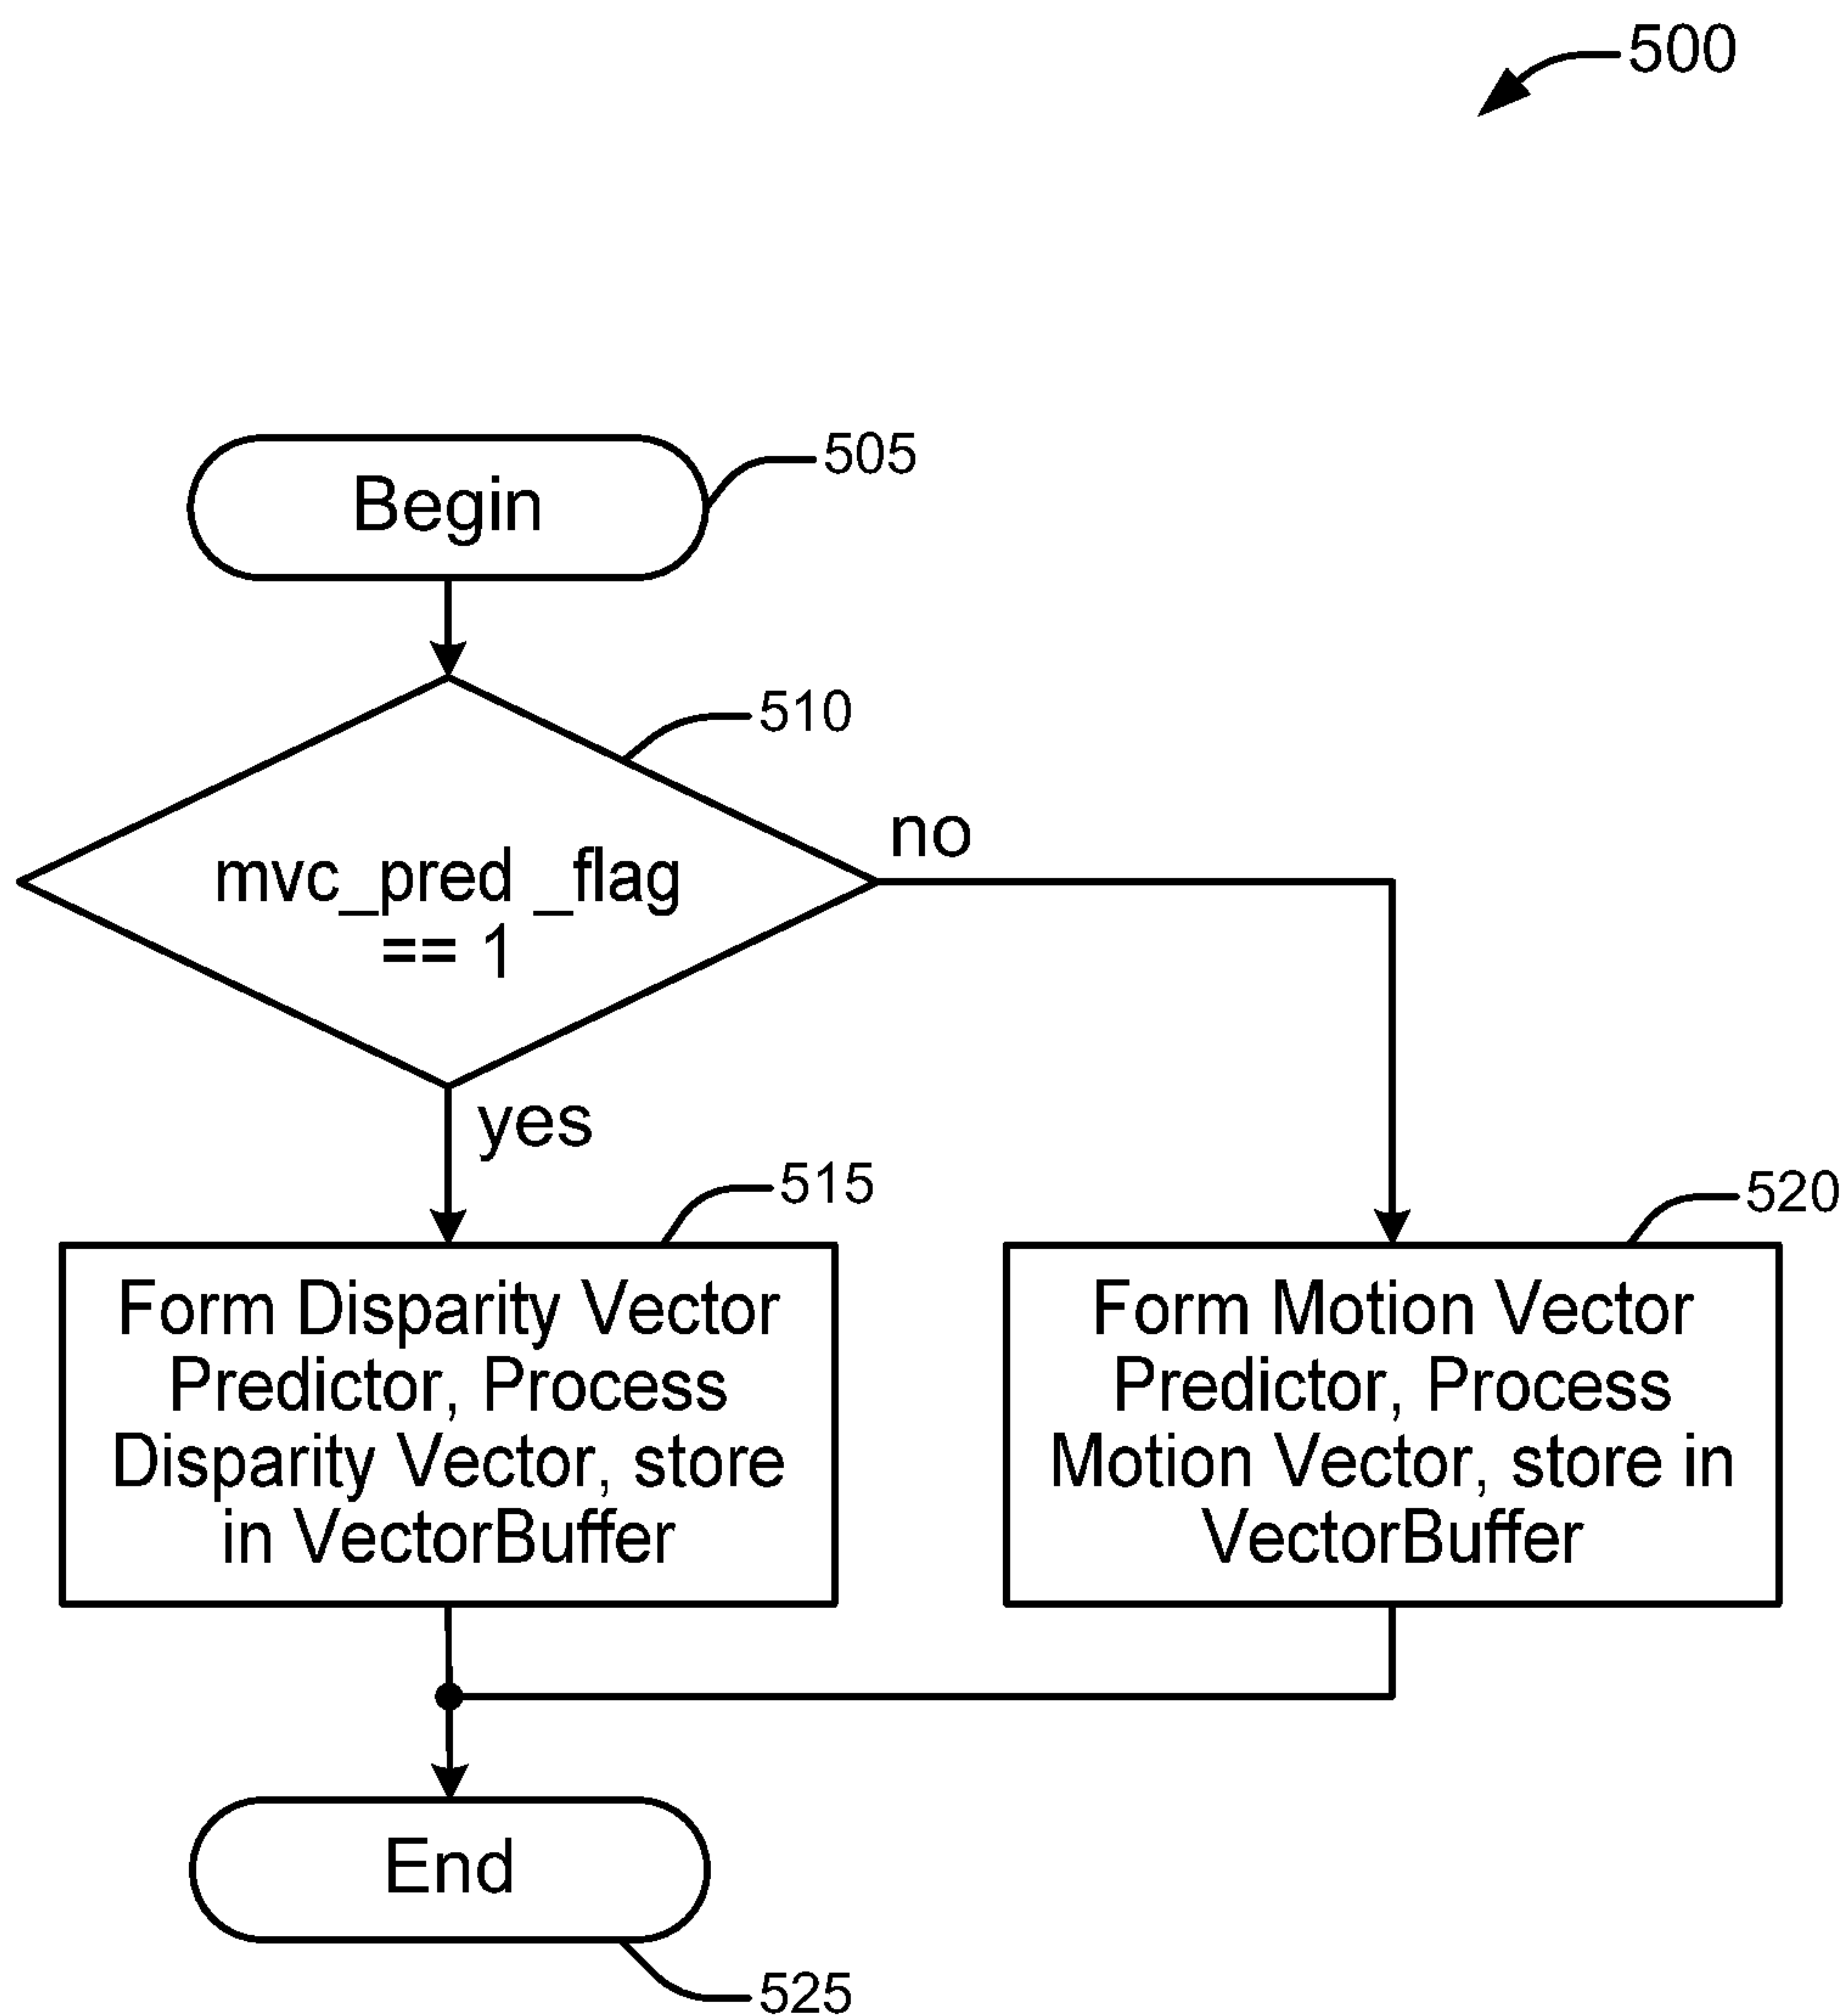 500
Begin
505
510
mvc_pred _flag
== 1
no
yes
515
Form Disparity Vector
Predictor, Process
Disparity Vector, store
in VectorBuffer
520
Form Motion Vector
Predictor, Process
Motion Vector, store in
VectorBuffer
End
525